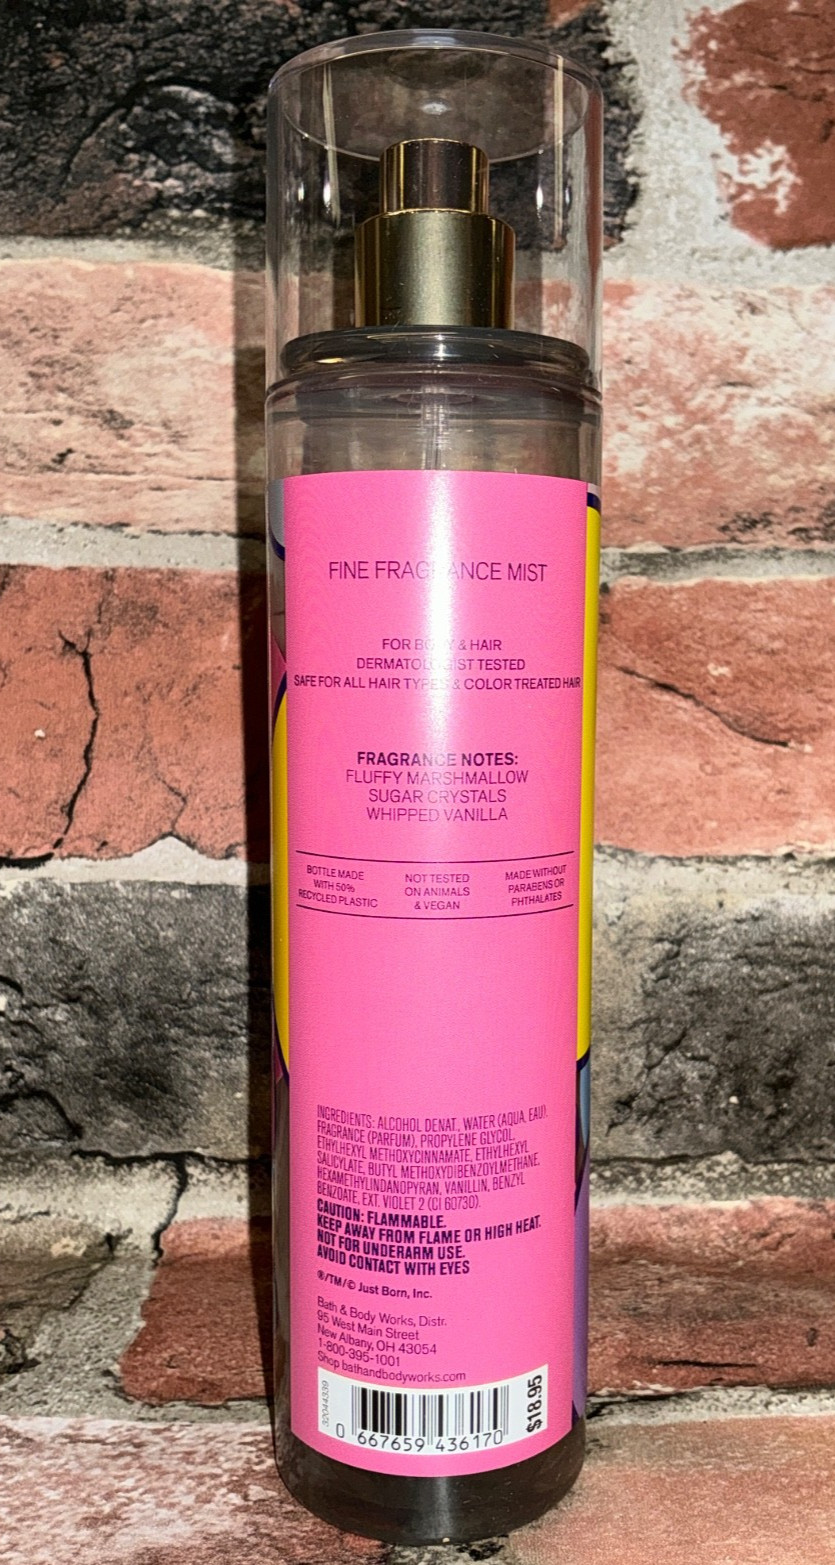 FINE FRAGRANCE MIST
FOR BODY & HAIR
DERMATOLOGIST TESTED
SAFE FOR ALL HAIR TYPES & COLOR TREATED HAIR
FRAGRANCE NOTES:
FLUFFY MARSHMALLOW
SUGAR CRYSTALS
WHIPPED VANILLA
BOTTLE MADE
WITH 50%
RECYCLED PLASTIC
NOT TESTED
ON ANIMALS
& VEGAN
MADE WITHOUT
PARABENS OR
PHTHALATES
INGREDIENTS: ALCOHOL DENAT., WATER (AQUA, EAU),
FRAGRANCE (PARFUM), PROPYLENE GLYCOL,
ETHYLHEXYL METHOXYCINNAMATE, ETHYLHEXYL
SALICYLATE, BUTYL METHOXYDIBENZOYLMETHANE,
HEXAMETHYLINDANOPYRAN, VANILLIN, BENZYL
BENZOATE, EXT. VIOLET 2 (CI 60730).
CAUTION: FLAMMABLE.
KEEP AWAY FROM FLAME OR HIGH HEAT.
NOT FOR UNDERARM USE.
AVOID CONTACT WITH EYES
®/TM/© Just Born, Inc.
Bath & Body Works, Distr.
95 West Main Street
New Albany, OH 43054
1-800-395-1001
Shop bathandbodyworks.com
32044339
0 667659 436170
$18.95